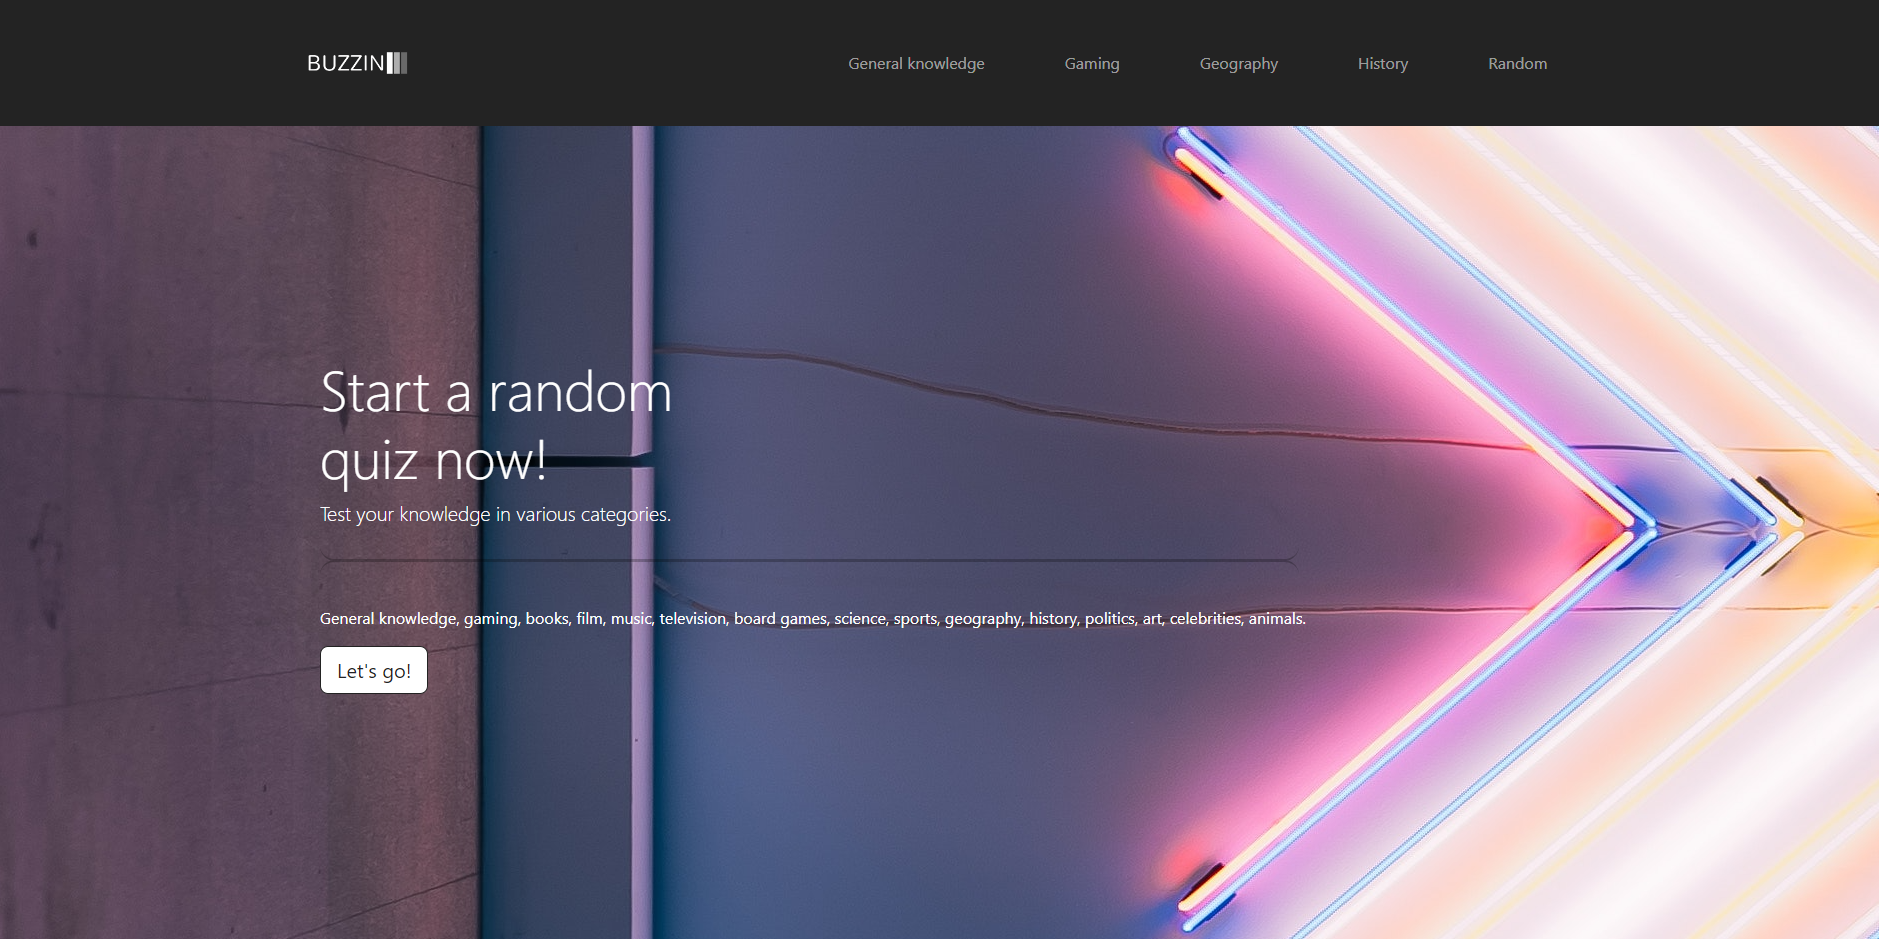 BUZZIN
General knowledge Gaming Geography History Random
Start a random
quiz now!
Test your knowledge in various categories.
General knowledge, gaming, books, film, music, television, board games, science, sports, geography, history, politics, art, celebrities, animals.
Let's go!